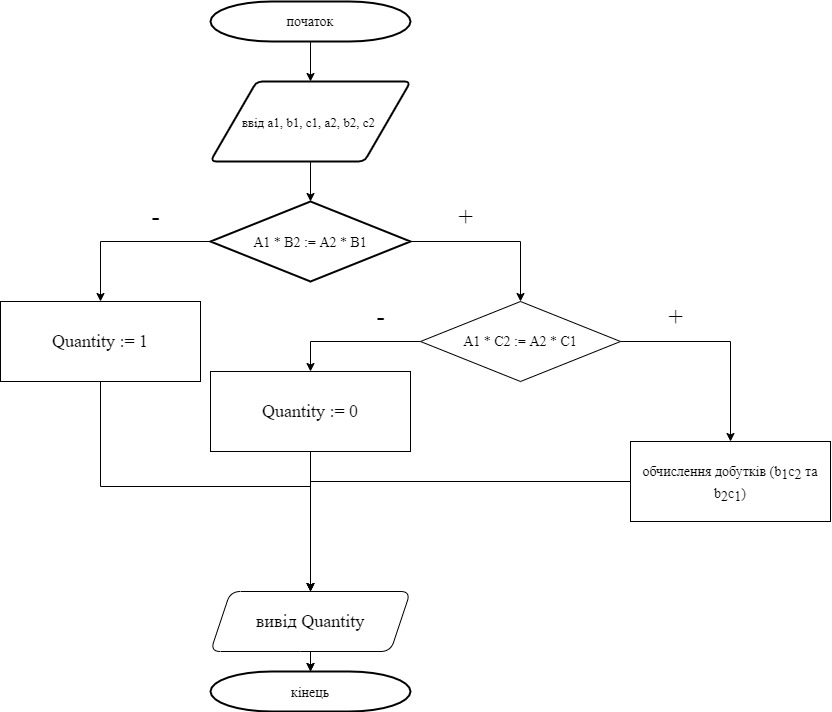 початок
ввід a1, b1, c1, a2, b2, c2
-
+
A1 * B2 := A2 * B1
-
+
Quantity := 1
A1 * C2 := A2 * C1
Quantity := 0
обчислення добутків (b1c2 та
b2c1)
вивід Quantity
кінець